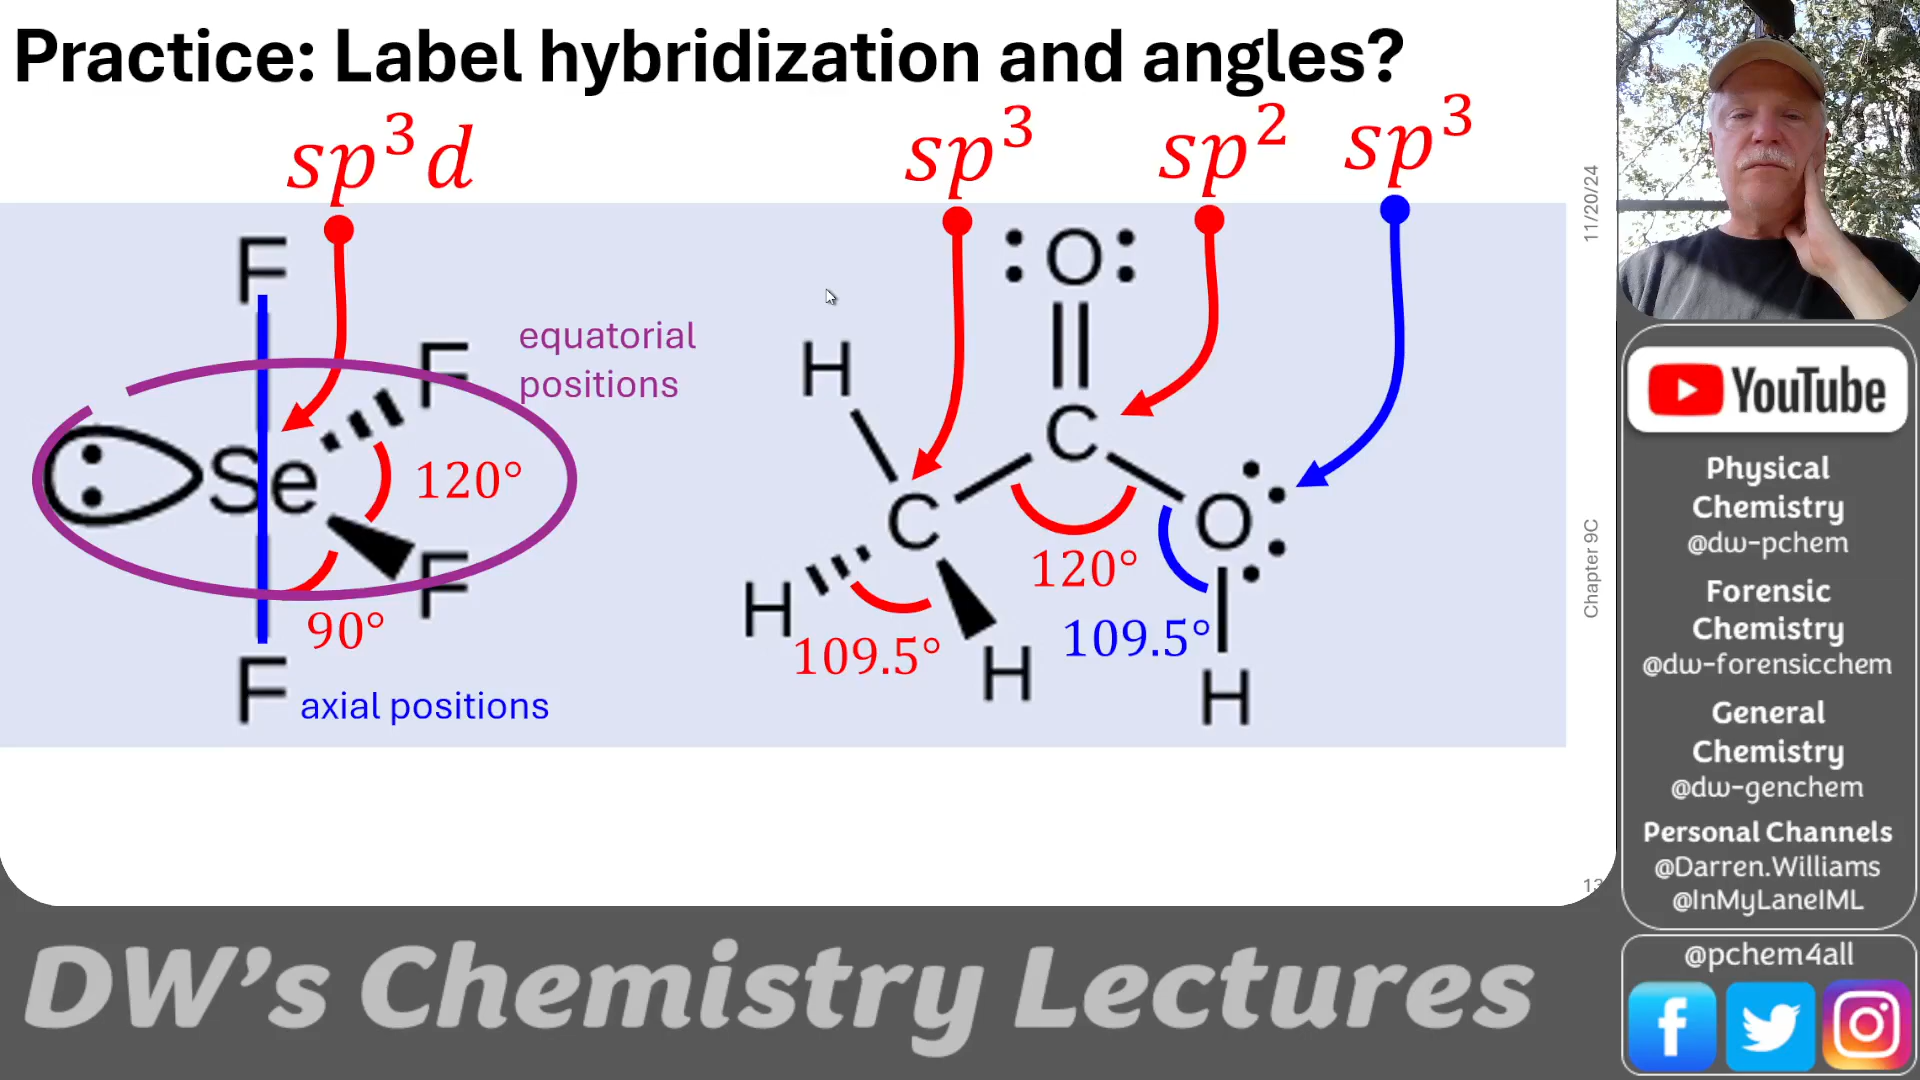 Practice: Label hybridization and angles?
sp³d
sp³
sp²
sp³
F
equatorial
positions
F
: Se
120°
F
90°
F
axial positions
:O:
H
C
C
O
H
120°
109.5°
109.5°
H
H
11/20/24
Chapter 9C
13
YouTube
Physical
Chemistry
@dw-pchem
Forensic
Chemistry
@dw-forensicchem
General
Chemistry
@dw-genchem
Personal Channels
@Darren.Williams
@InMyLaneIML
@pchem4all
DW's Chemistry Lectures